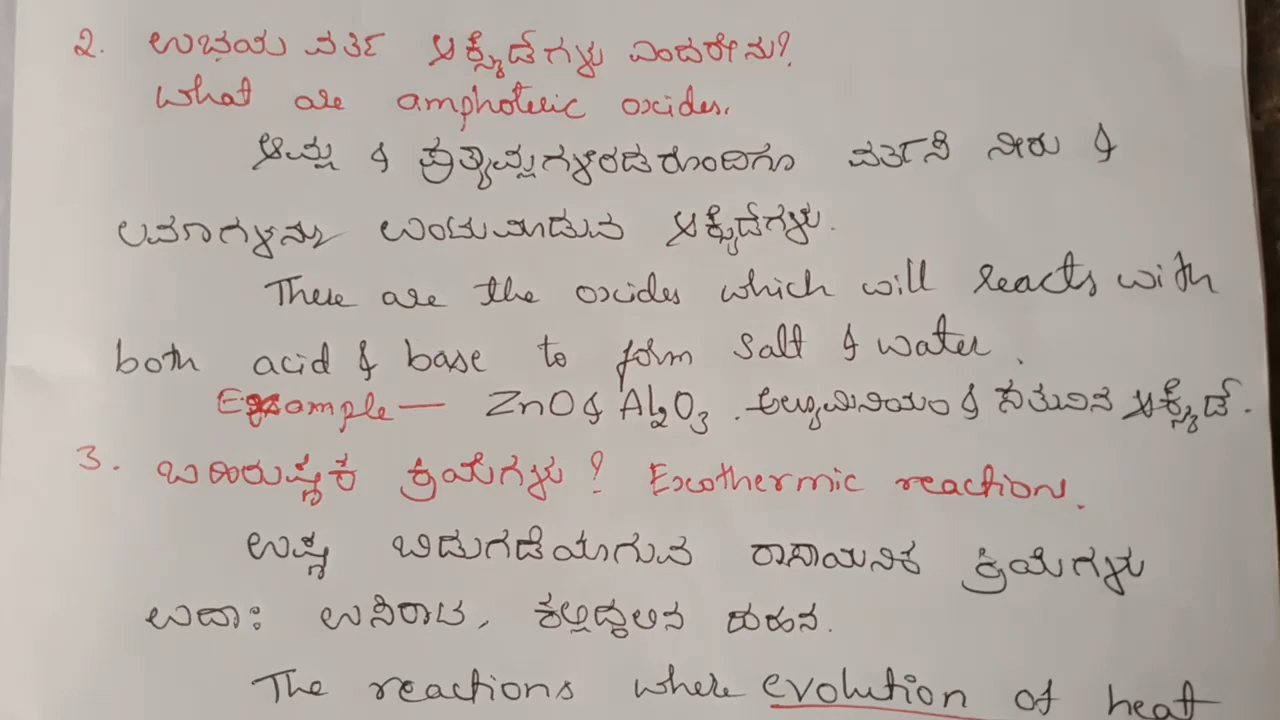 2. ಉಭಯ ವರ್ತಿ ಆಕ್ಸೈಡ್‌ಗಳು ಎಂದರೇನು?
What are amphoteric oxides.
ಆಮ್ಲ & ಪ್ರತ್ಯಾಮ್ಲಗಳೆರಡರೊಂದಿಗೂ ವರ್ತಿಸಿ ನೀರು &
ಲವಣಗಳನ್ನು ಉಂಟುಮಾಡುವ ಆಕ್ಸೈಡ್‌ಗಳು.
These are the oxides which will reacts with
both acid & base to form salt & water.
Example — ZnO & Al2O3. ಅಲ್ಯುಮಿನಿಯಂ & ಸತುವಿನ ಆಕ್ಸೈಡ್.
3. ಬಹಿರುಷ್ಣಕ ಕ್ರಿಯೆಗಳು? Exothermic reaction.
ಉಷ್ಣ ಬಿಡುಗಡೆಯಾಗುವ ರಾಸಾಯನಿಕ ಕ್ರಿಯೆಗಳು
ಉದಾ: ಉಸಿರಾಟ, ಕಲ್ಲಿದ್ದಲಿನ ದಹನ.
The reactions where evolution of heat